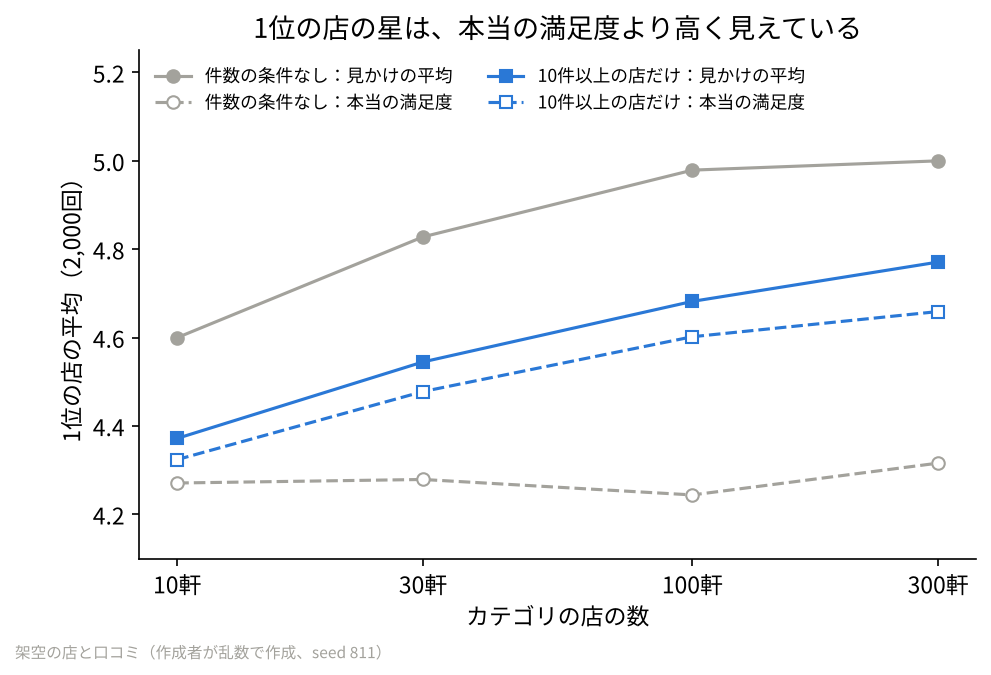 1位の店の星は、本当の満足度より高く見えている
件数の条件なし：見かけの平均
件数の条件なし：本当の満足度
10件以上の店だけ：見かけの平均
10件以上の店だけ：本当の満足度
1位の店の平均（2,000回）
5.2
5.0
4.8
4.6
4.4
4.2
10軒
30軒
100軒
300軒
カテゴリの店の数
架空の店と口コミ（作成者が乱数で作成、seed 811）